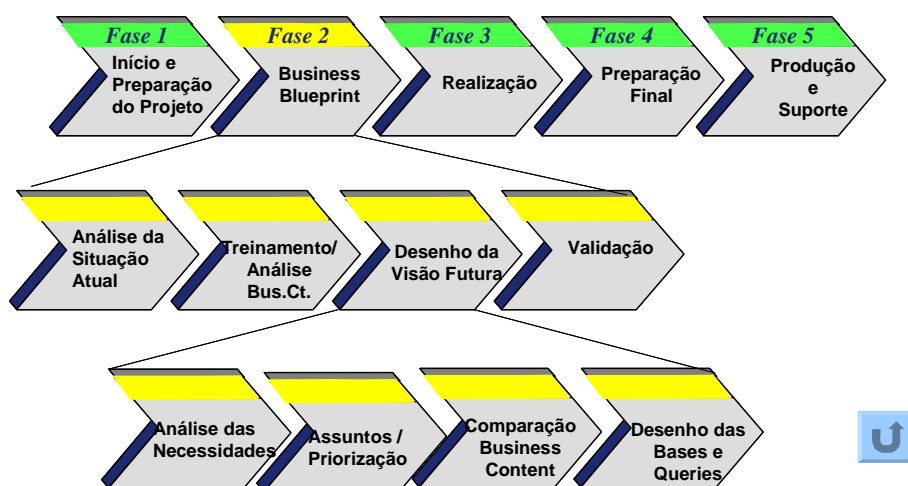 Fase 1
Início e
Preparação
do Projeto
Fase 2
Business
Blueprint
Fase 3
Realização
Fase 4
Preparação
Final
Fase 5
Produção
e
Suporte
Análise da
Situação
Atual
Treinamento/
Análise
Bus.Ct.
Desenho da
Visão Futura
Validação
Análise das
Necessidades
Assuntos /
Priorização
Comparação
Business
Content
Desenho das
Bases e
Queries